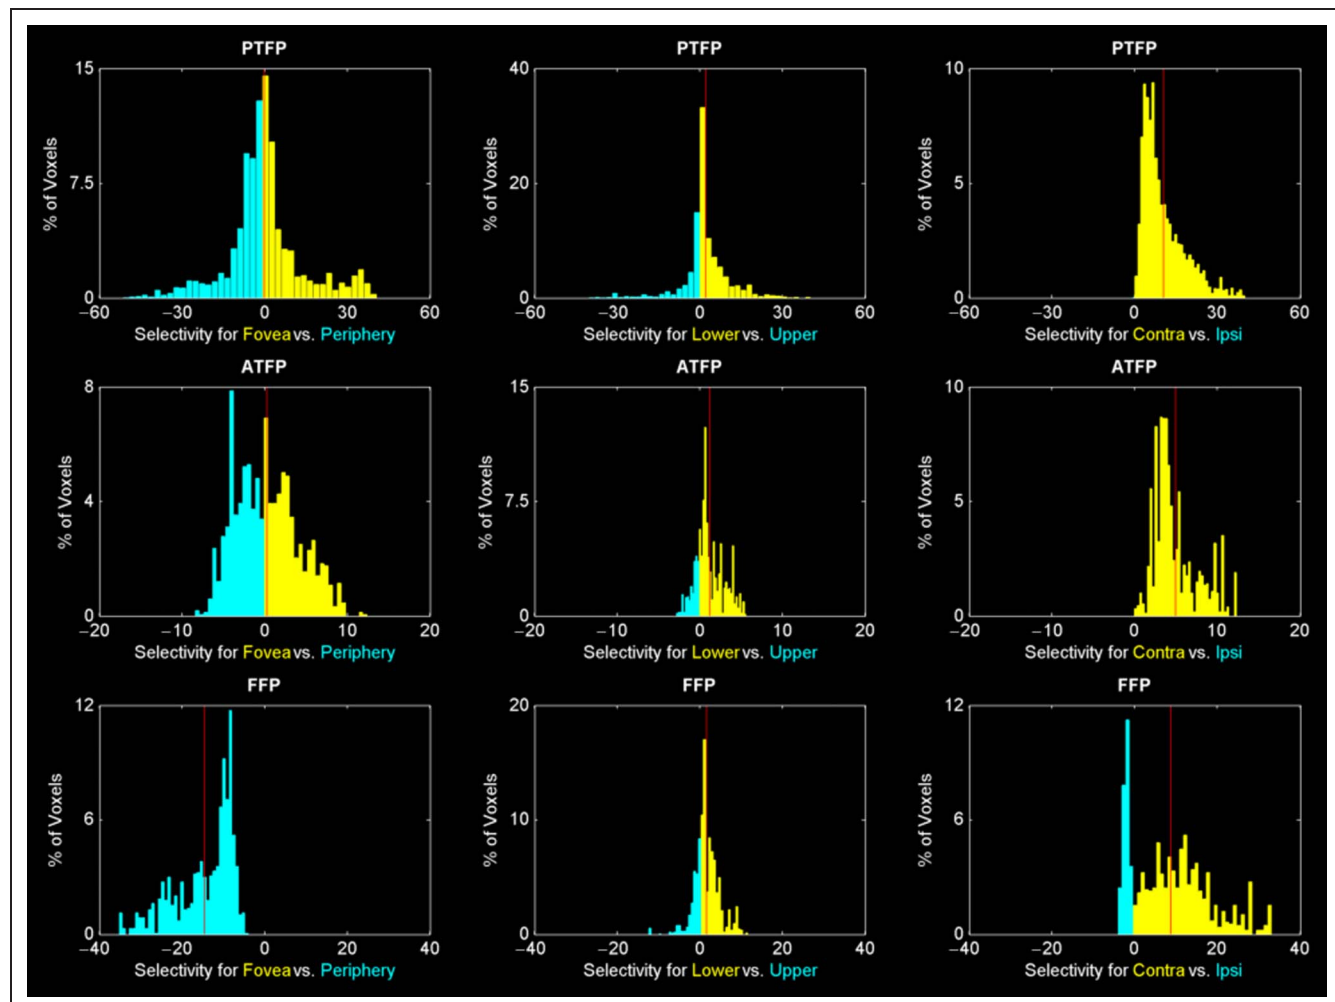 PTFP
15
7.5
0
% of Voxels
−60 −30 0 30 60
Selectivity for Fovea vs. Periphery
PTFP
40
20
0
% of Voxels
−60 −30 0 30 60
Selectivity for Lower vs. Upper
PTFP
10
5
0
% of Voxels
−60 −30 0 30 60
Selectivity for Contra vs. Ipsi
ATFP
8
4
0
% of Voxels
−20 −10 0 10 20
Selectivity for Fovea vs. Periphery
ATFP
15
7.5
0
% of Voxels
−20 −10 0 10 20
Selectivity for Lower vs. Upper
ATFP
10
5
0
% of Voxels
−20 −10 0 10 20
Selectivity for Contra vs. Ipsi
FFP
12
6
0
% of Voxels
−40 −20 0 20 40
Selectivity for Fovea vs. Periphery
FFP
20
10
0
% of Voxels
−40 −20 0 20 40
Selectivity for Lower vs. Upper
FFP
12
6
0
% of Voxels
−40 −20 0 20 40
Selectivity for Contra vs. Ipsi